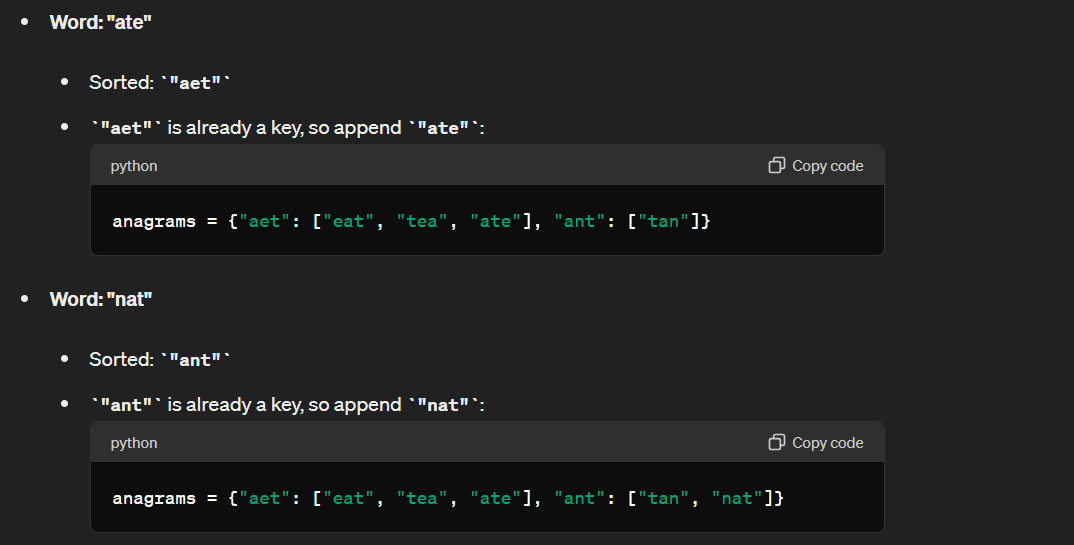 Word: "ate"
Sorted: `"aet"`
`"aet"` is already a key, so append `"ate"`:
python Copy code
anagrams = {"aet": ["eat", "tea", "ate"], "ant": ["tan"]}
Word: "nat"
Sorted: `"ant"`
`"ant"` is already a key, so append `"nat"`:
python Copy code
anagrams = {"aet": ["eat", "tea", "ate"], "ant": ["tan", "nat"]}